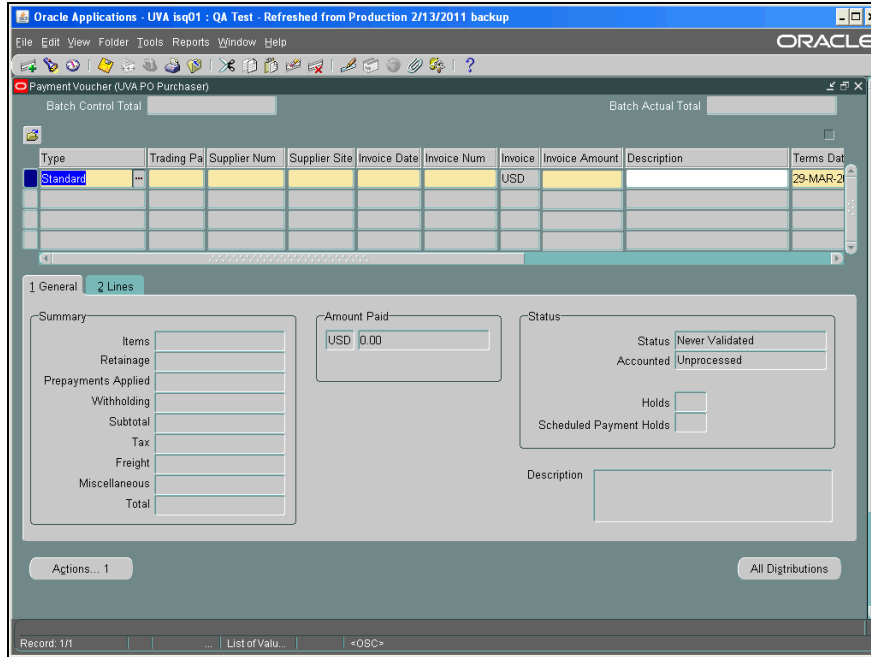 Oracle Applications - UVA isq01 : QA Test - Refreshed from Production 2/13/2011 backup
File Edit View Folder Tools Reports Window Help
ORACLE
Payment Voucher (UVA PO Purchaser)
Batch Control Total
Batch Actual Total
Type Trading Pa Supplier Num Supplier Site Invoice Date Invoice Num Invoice Invoice Amount Description Terms Dat
Standard ... USD 29-MAR-20
1 General 2 Lines
Summary
Items
Retainage
Prepayments Applied
Withholding
Subtotal
Tax
Freight
Miscellaneous
Total
Amount Paid
USD 0.00
Status
Status Never Validated
Accounted Unprocessed
Holds
Scheduled Payment Holds
Description
Actions... 1
All Distributions
Record: 1/1 ... List of Valu... <OSC>